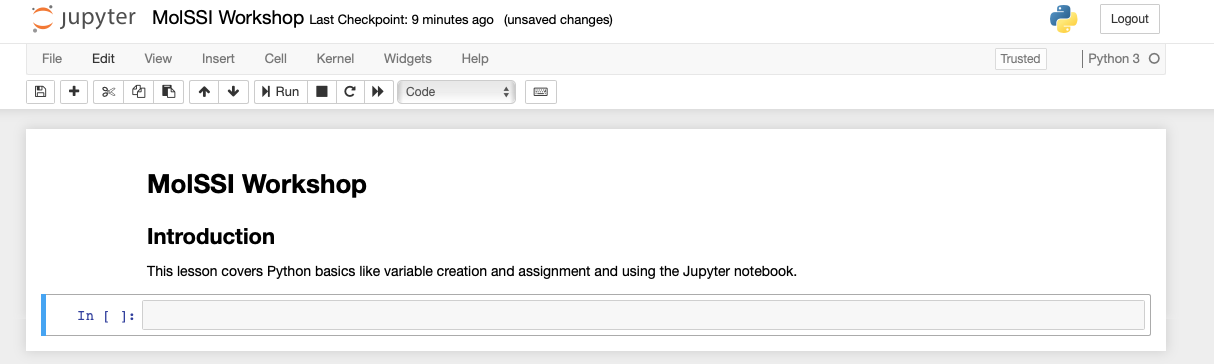 jupyter MolSSI Workshop Last Checkpoint: 9 minutes ago (unsaved changes) Logout
File Edit View Insert Cell Kernel Widgets Help Trusted Python 3
Run Code
MolSSI Workshop
Introduction
This lesson covers Python basics like variable creation and assignment and using the Jupyter notebook.
In [ ]: